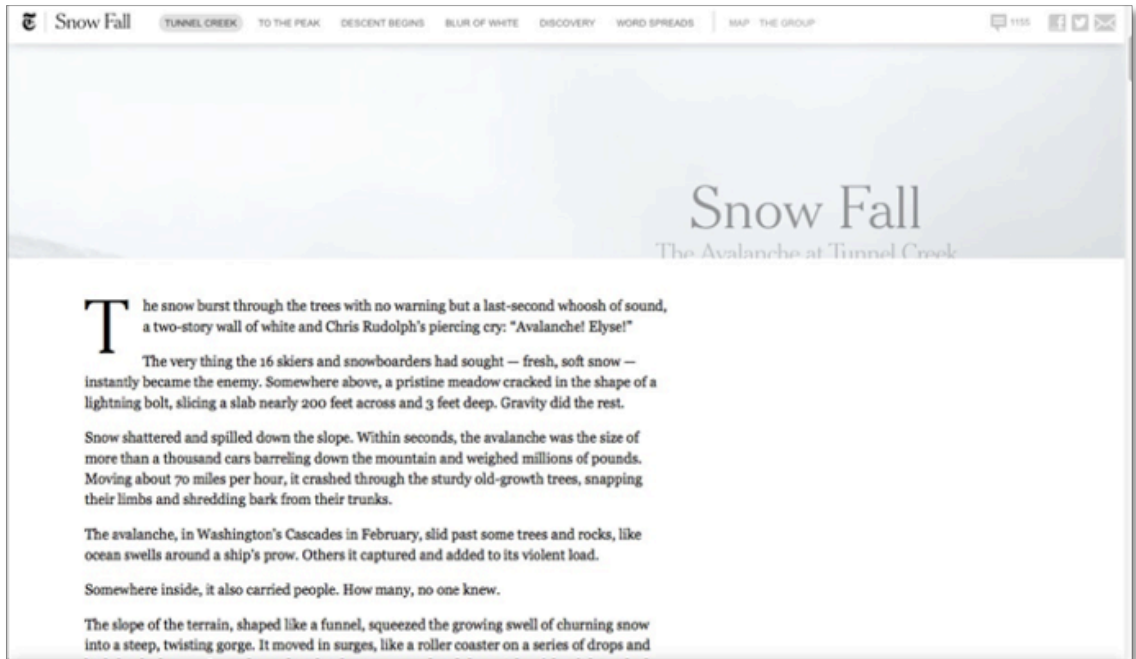 Snow Fall TUNNEL CREEK TO THE PEAK DESCENT BEGINS BLUR OF WHITE DISCOVERY WORD SPREADS MAP THE GROUP 1155
Snow Fall
The Avalanche at Tunnel Creek
The snow burst through the trees with no warning but a last-second whoosh of sound,
a two-story wall of white and Chris Rudolph's piercing cry: “Avalanche! Elyse!”
The very thing the 16 skiers and snowboarders had sought — fresh, soft snow —
instantly became the enemy. Somewhere above, a pristine meadow cracked in the shape of a
lightning bolt, slicing a slab nearly 200 feet across and 3 feet deep. Gravity did the rest.
Snow shattered and spilled down the slope. Within seconds, the avalanche was the size of
more than a thousand cars barreling down the mountain and weighed millions of pounds.
Moving about 70 miles per hour, it crashed through the sturdy old-growth trees, snapping
their limbs and shredding bark from their trunks.
The avalanche, in Washington's Cascades in February, slid past some trees and rocks, like
ocean swells around a ship's prow. Others it captured and added to its violent load.
Somewhere inside, it also carried people. How many, no one knew.
The slope of the terrain, shaped like a funnel, squeezed the growing swell of churning snow
into a steep, twisting gorge. It moved in surges, like a roller coaster on a series of drops and